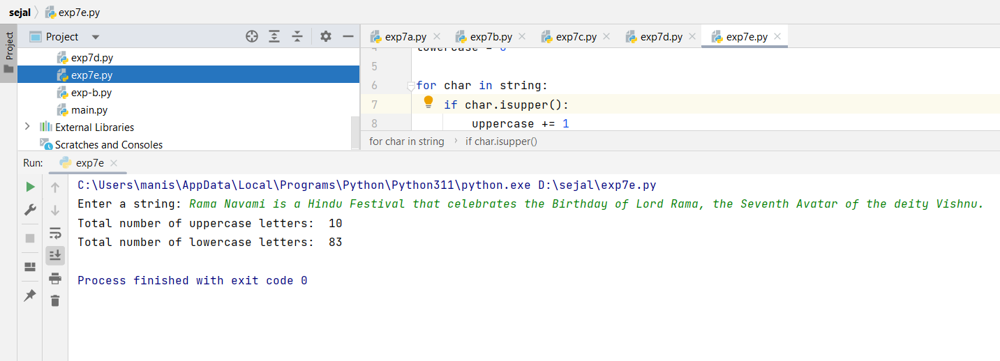 sejal exp7e.py
Project
Project
exp7d.py
exp7e.py
exp-b.py
main.py
External Libraries
Scratches and Consoles
exp7a.py exp7b.py exp7c.py exp7d.py exp7e.py
4 lowercase = 0
5
6 for char in string:
7 if char.isupper():
8 uppercase += 1
for char in string › if char.isupper()
Run: exp7e
C:\Users\manis\AppData\Local\Programs\Python\Python311\python.exe D:\sejal\exp7e.py
Enter a string: Rama Navami is a Hindu Festival that celebrates the Birthday of Lord Rama, the Seventh Avatar of the deity Vishnu.
Total number of uppercase letters:  10
Total number of lowercase letters:  83
Process finished with exit code 0